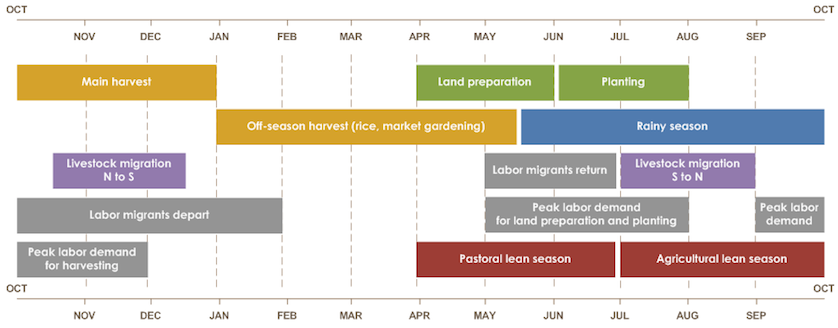 OCT OCT
NOV DEC JAN FEB MAR APR MAY JUN JUL AUG SEP
Main harvest
Land preparation
Planting
Off-season harvest (rice, market gardening)
Rainy season
Livestock migration
N to S
Labor migrants return
Livestock migration
S to N
Labor migrants depart
Peak labor demand
for land preparation and planting
Peak labor
demand
Peak labor demand
for harvesting
Pastoral lean season
Agricultural lean season
OCT OCT
NOV DEC JAN FEB MAR APR MAY JUN JUL AUG SEP